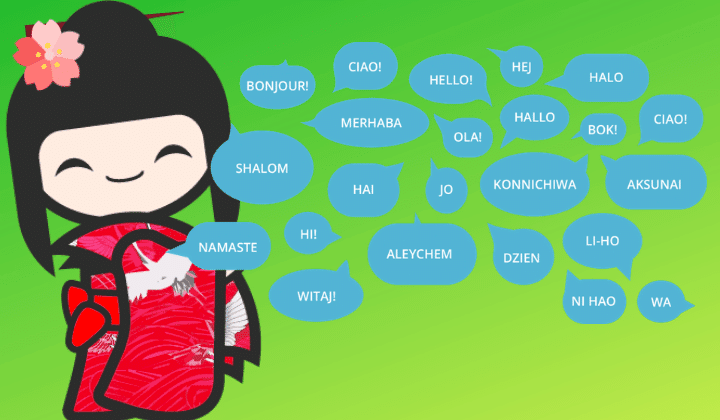 BONJOUR!
CIAO!
HELLO!
HEJ
HALO
MERHABA
OLA!
HALLO
BOK!
CIAO!
SHALOM
HAI
JO
KONNICHIWA
AKSUNAI
NAMASTE
HI!
ALEYCHEM
DZIEN
LI-HO
WITAJ!
NI HAO
WA